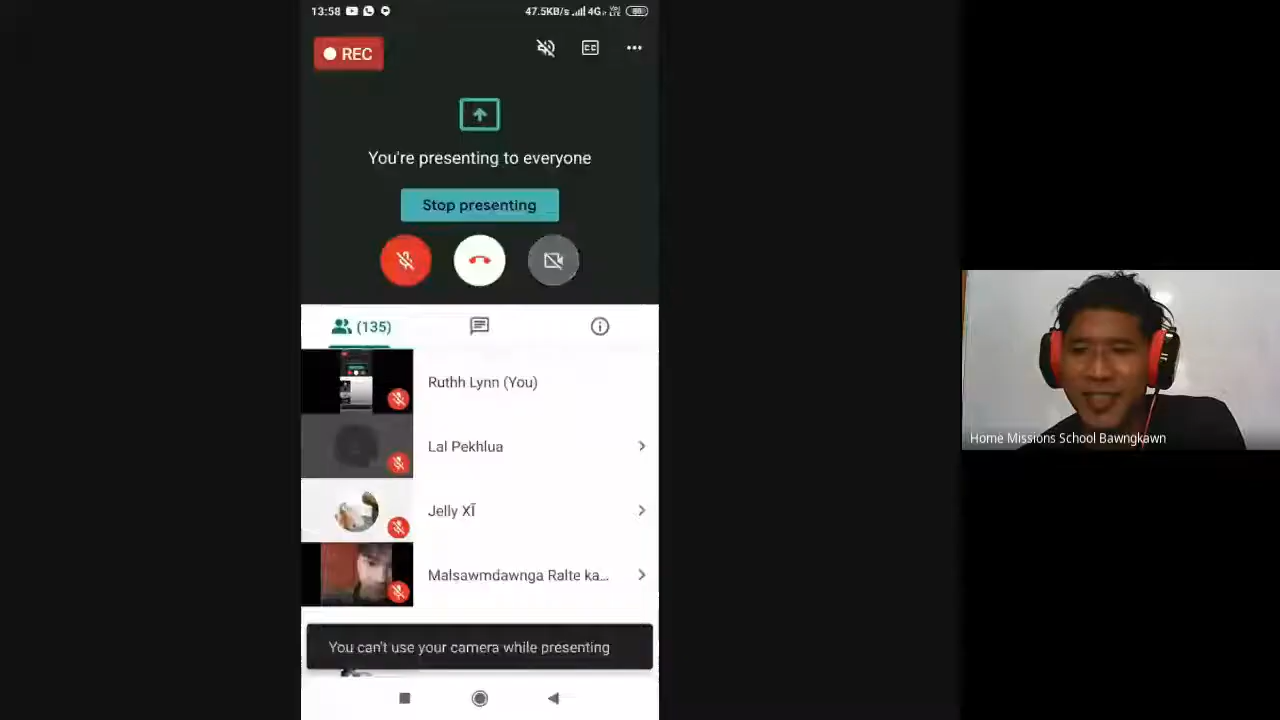 13:58
47.5KB/s 4G
REC
CC
You're presenting to everyone
Stop presenting
(135)
Ruthh Lynn (You)
Lal Pekhlua
Jelly XĪ
Malsawmdawnga Ralte ka...
You can't use your camera while presenting
Home Missions School Bawngkawn